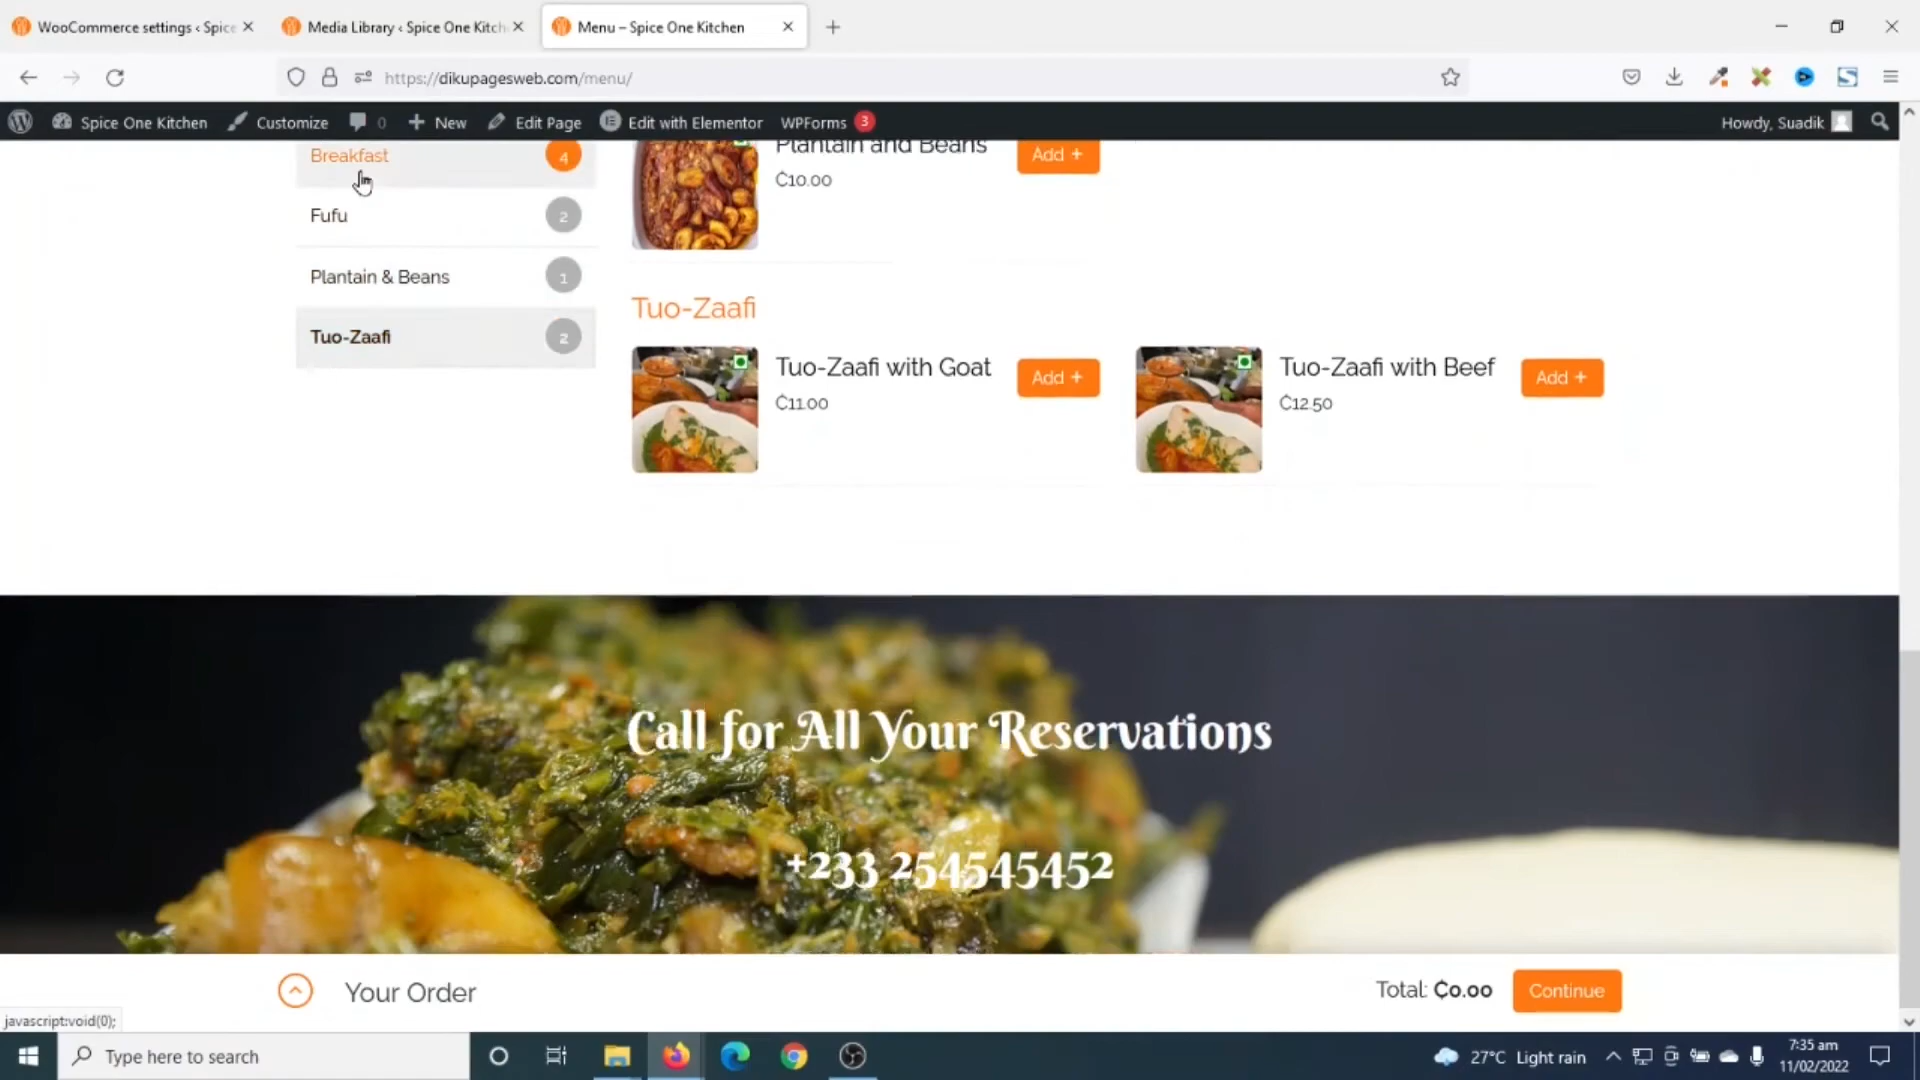 WooCommerce settings ‹ Spice
Media Library ‹ Spice One Kitch
Menu – Spice One Kitchen
https://dikupagesweb.com/menu/
Spice One Kitchen
Customize
0
New
Edit Page
Edit with Elementor
WPForms 3
Howdy, Suadik
Breakfast 4
Fufu 2
Plantain & Beans 1
Tuo-Zaafi 2
Plantain and Beans
₵10.00
Add +
Tuo-Zaafi
Tuo-Zaafi with Goat
₵11.00
Add +
Tuo-Zaafi with Beef
₵12.50
Add +
Call for All Your Reservations
+233 254545452
Your Order
Total: ₵0.00
Continue
javascript:void(0);
Type here to search
27°C Light rain
7:35 am
11/02/2022